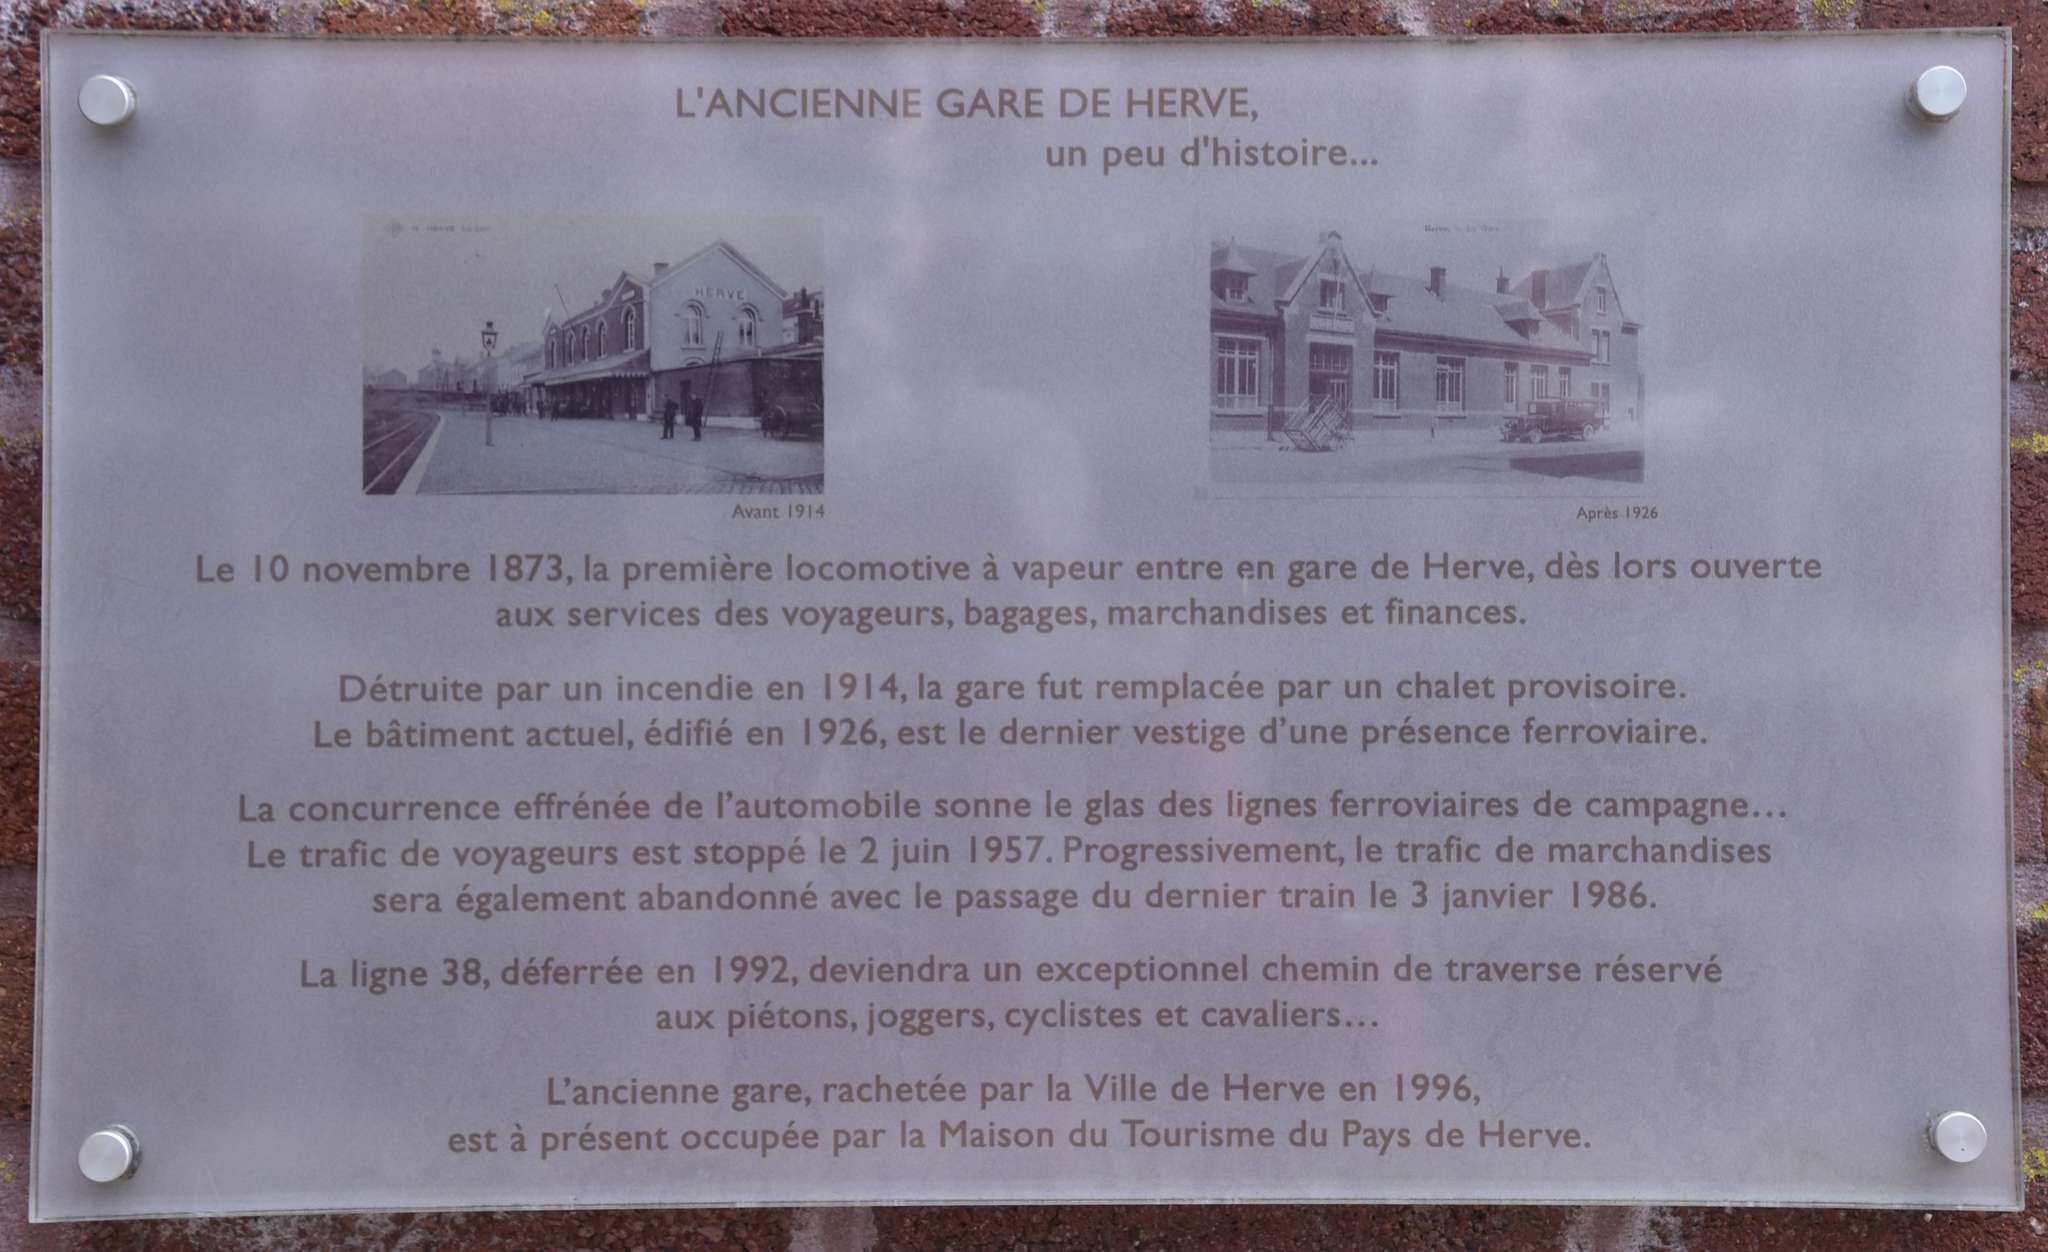 L'ANCIENNE GARE DE HERVE,
un peu d'histoire...
HERVE
HERVE
Herve. - La Gare
Avant 1914
Après 1926
Le 10 novembre 1873, la première locomotive à vapeur entre en gare de Herve, dès lors ouverte
aux services des voyageurs, bagages, marchandises et finances.
Détruite par un incendie en 1914, la gare fut remplacée par un chalet provisoire.
Le bâtiment actuel, édifié en 1926, est le dernier vestige d’une présence ferroviaire.
La concurrence effrénée de l’automobile sonne le glas des lignes ferroviaires de campagne…
Le trafic de voyageurs est stoppé le 2 juin 1957. Progressivement, le trafic de marchandises
sera également abandonné avec le passage du dernier train le 3 janvier 1986.
La ligne 38, déferrée en 1992, deviendra un exceptionnel chemin de traverse réservé
aux piétons, joggers, cyclistes et cavaliers…
L’ancienne gare, rachetée par la Ville de Herve en 1996,
est à présent occupée par la Maison du Tourisme du Pays de Herve.